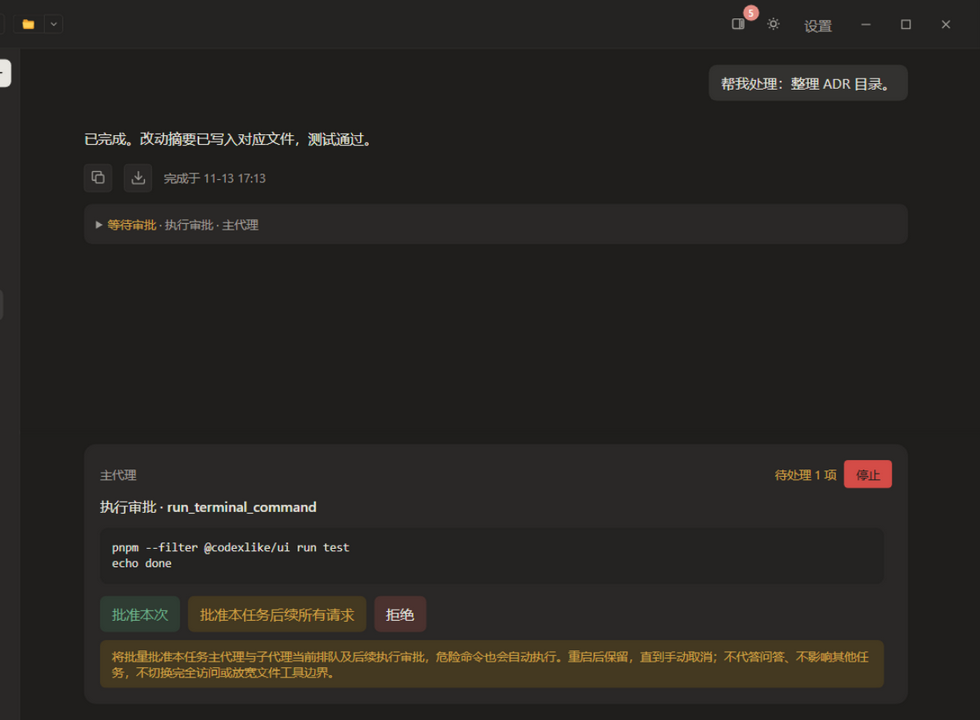 5
设置
帮我处理：整理 ADR 目录。
已完成。改动摘要已写入对应文件，测试通过。
完成于 11-13 17:13
等待审批 · 执行审批 · 主代理
主代理
待处理 1 项
停止
执行审批 · run_terminal_command
pnpm --filter @codexlike/ui run test
echo done
批准本次
批准本任务后续所有请求
拒绝
将批量批准本任务主代理与子代理当前排队及后续执行审批，危险命令也会自动执行。重启后保留，直到手动取消；不代答问答、不影响其他任
务，不切换完全访问或放宽文件工具边界。